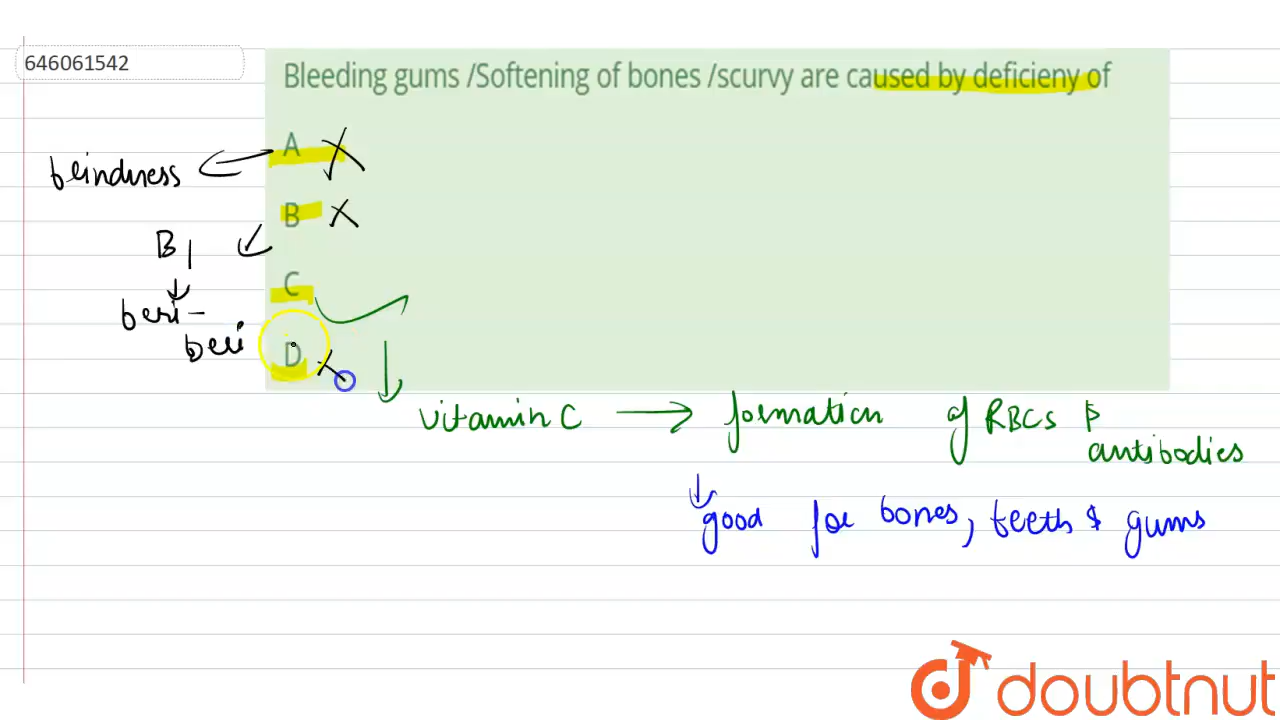 646061542
Bleeding gums /Softening of bones /scurvy are caused by deficieny of
A
blindness
B
B1
C
beri-
beri
D
vitamin C → formation of RBCs &
antibodies
good for bones, teeth & gums
doubtnut